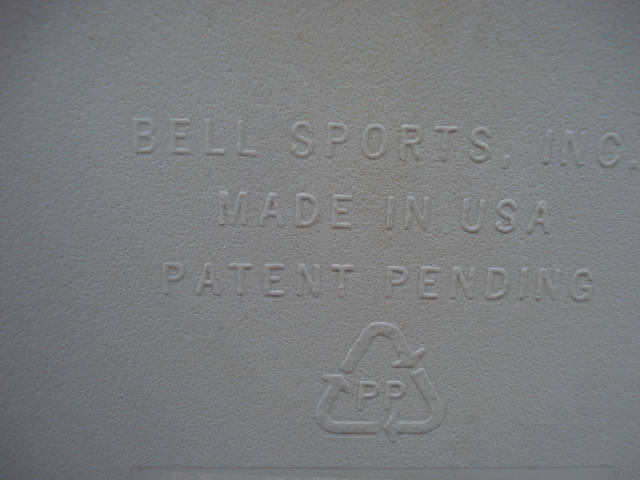 BELL SPORTS, INC.
MADE IN USA
PATENT PENDING
PP